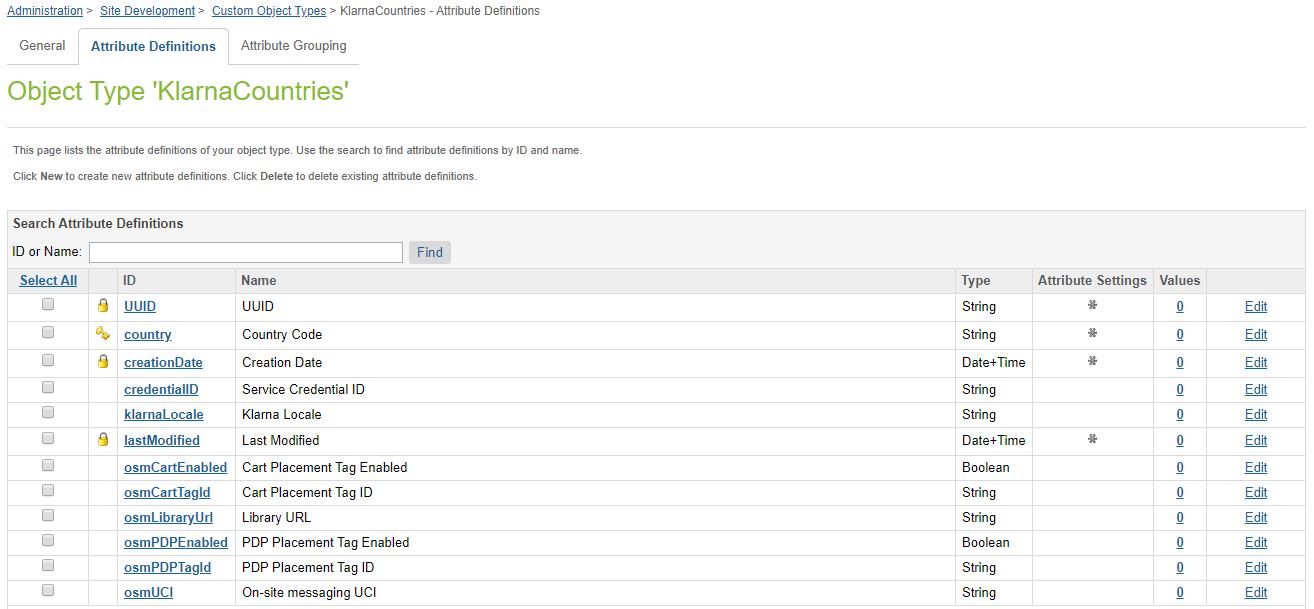 Administration > Site Development > Custom Object Types > KlarnaCountries - Attribute Definitions
General Attribute Definitions Attribute Grouping
Object Type 'KlarnaCountries'
This page lists the attribute definitions of your object type. Use the search to find attribute definitions by ID and name.
Click New to create new attribute definitions. Click Delete to delete existing attribute definitions.
Search Attribute Definitions
ID or Name: Find
Select All ID Name Type Attribute Settings Values
UUID UUID String * 0 Edit
country Country Code String * 0 Edit
creationDate Creation Date Date+Time * 0 Edit
credentialID Service Credential ID String 0 Edit
klarnaLocale Klarna Locale String 0 Edit
lastModified Last Modified Date+Time * 0 Edit
osmCartEnabled Cart Placement Tag Enabled Boolean 0 Edit
osmCartTagId Cart Placement Tag ID String 0 Edit
osmLibraryUrl Library URL String 0 Edit
osmPDPEnabled PDP Placement Tag Enabled Boolean 0 Edit
osmPDPTagId PDP Placement Tag ID String 0 Edit
osmUCI On-site messaging UCI String 0 Edit